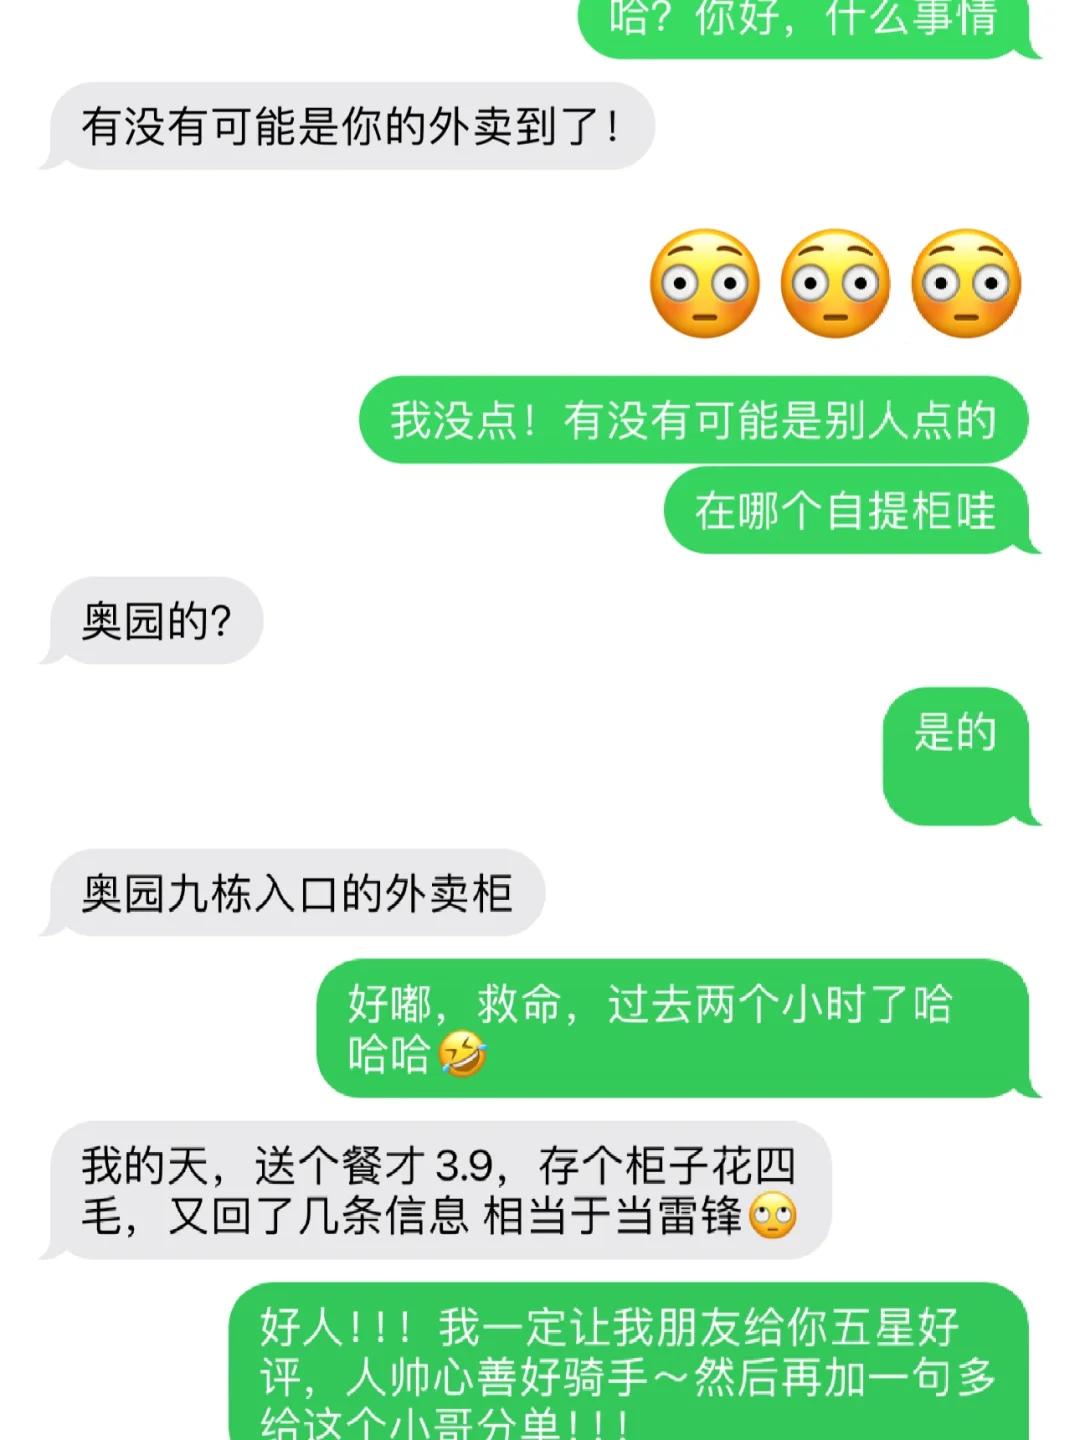 哈？你好，什么事情
有没有可能是你的外卖到了！
我没点！有没有可能是别人点的
在哪个自提柜哇
奥园的？
是的
奥园九栋入口的外卖柜
好嘟，救命，过去两个小时了哈
哈哈🤣
我的天，送个餐才 3.9，存个柜子花四
毛，又回了几条信息 相当于当雷锋🙄
好人！！！我一定让我朋友给你五星好
评，人帅心善好骑手～然后再加一句多
给这个小哥分单！！！